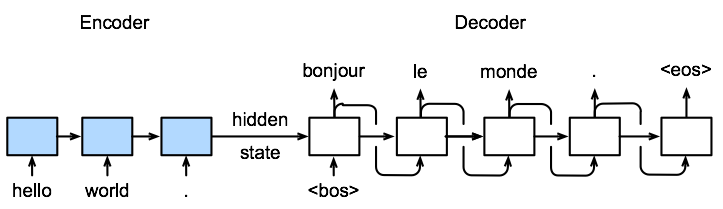 Encoder Decoder
bonjour le monde . <eos>
hidden
state
hello world . <bos>